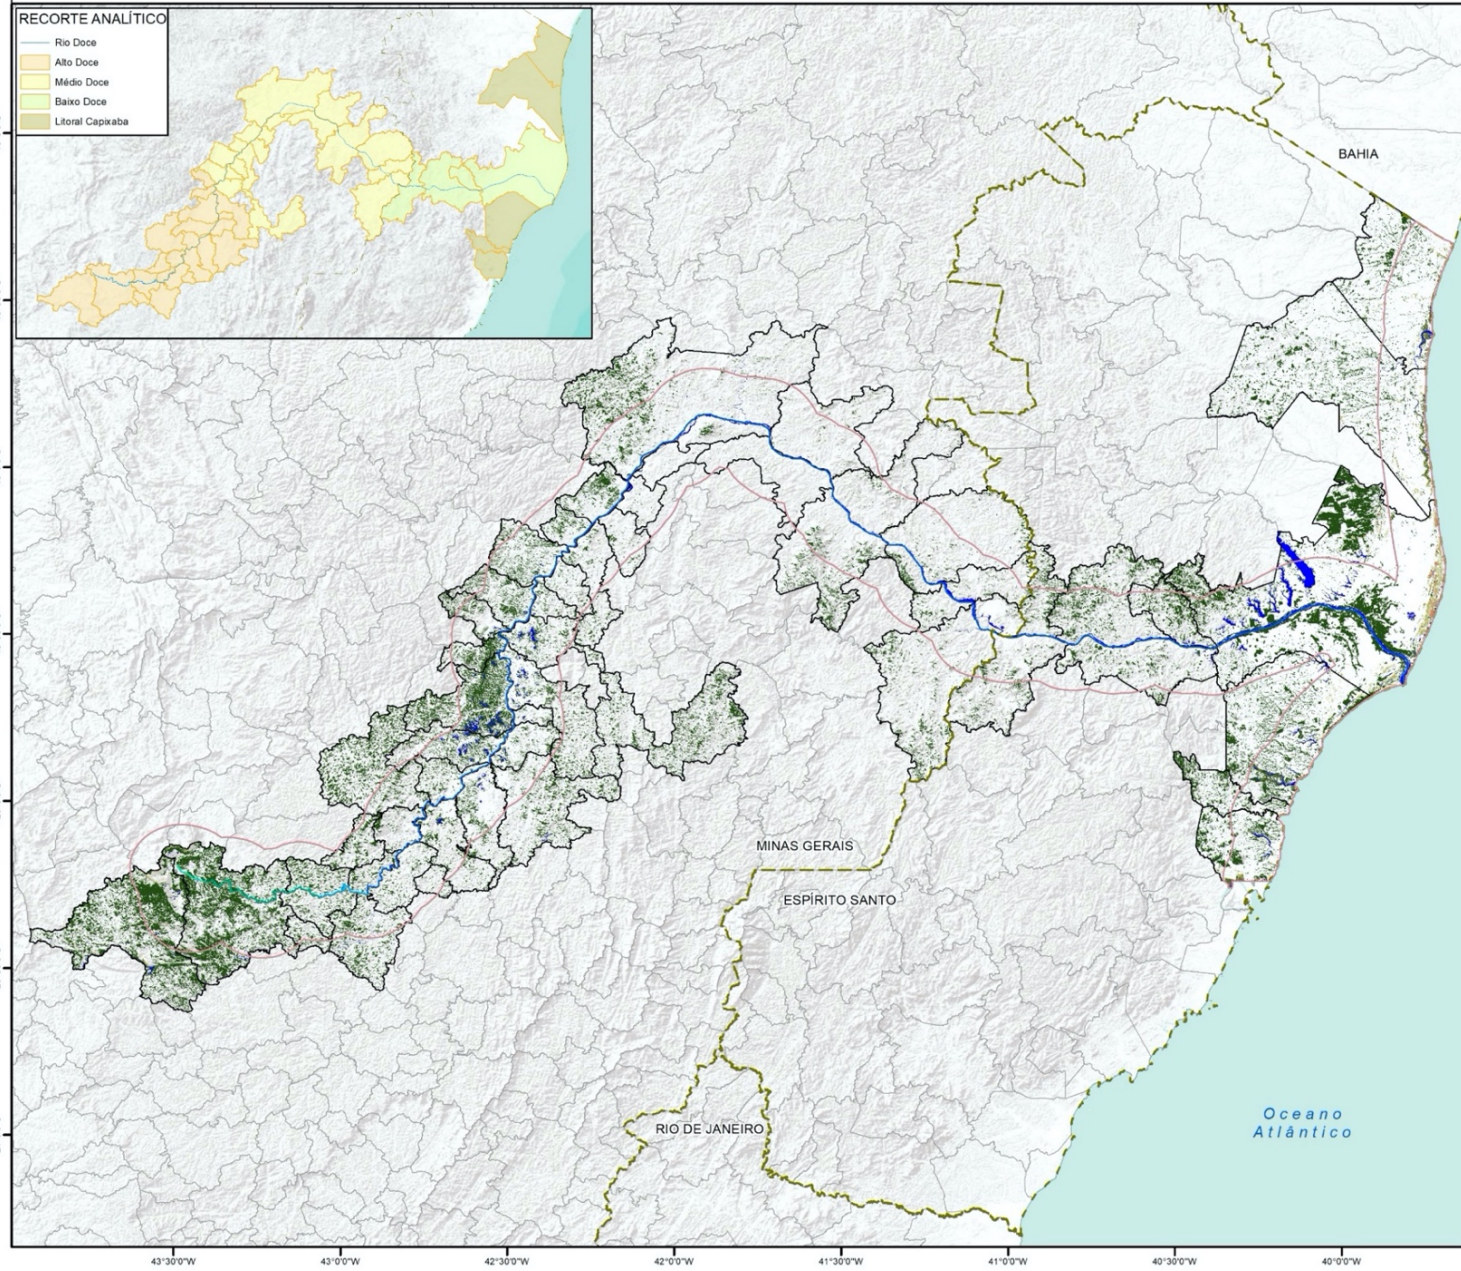 RECORTE ANALÍTICO
Rio Doce
Alto Doce
Médio Doce
Baixo Doce
Litoral Capixaba
BAHIA
MINAS GERAIS
ESPÍRITO SANTO
RIO DE JANEIRO
Oceano
Atlântico
43°30'0"W 43°0'0"W 42°30'0"W 42°0'0"W 41°30'0"W 41°0'0"W 40°30'0"W 40°0'0"W